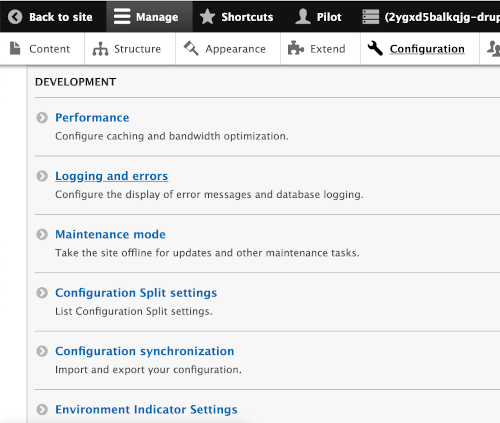 Back to site Manage Shortcuts Pilot (2ygxd5balkqjg-drup
Content Structure Appearance Extend Configuration
DEVELOPMENT
Performance
Configure caching and bandwidth optimization.
Logging and errors
Configure the display of error messages and database logging.
Maintenance mode
Take the site offline for updates and other maintenance tasks.
Configuration Split settings
List Configuration Split settings.
Configuration synchronization
Import and export your configuration.
Environment Indicator Settings